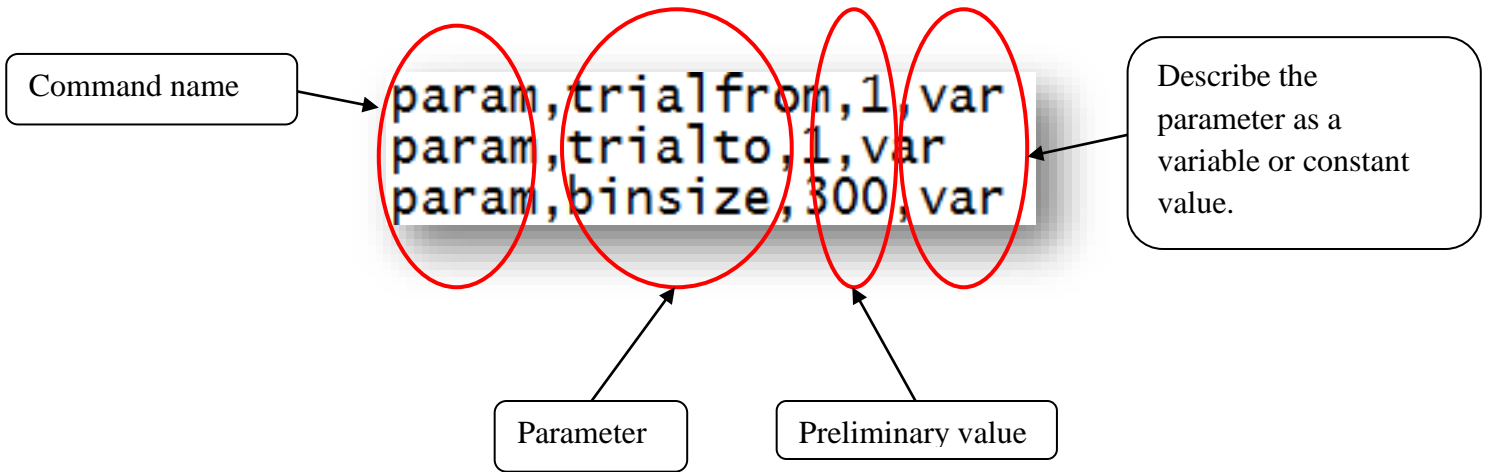 Command name
param,trialfrom,1,var
param,trialto,1,var
param,binsize,300,var
Describe the
parameter as a
variable or constant
value.
Parameter
Preliminary value